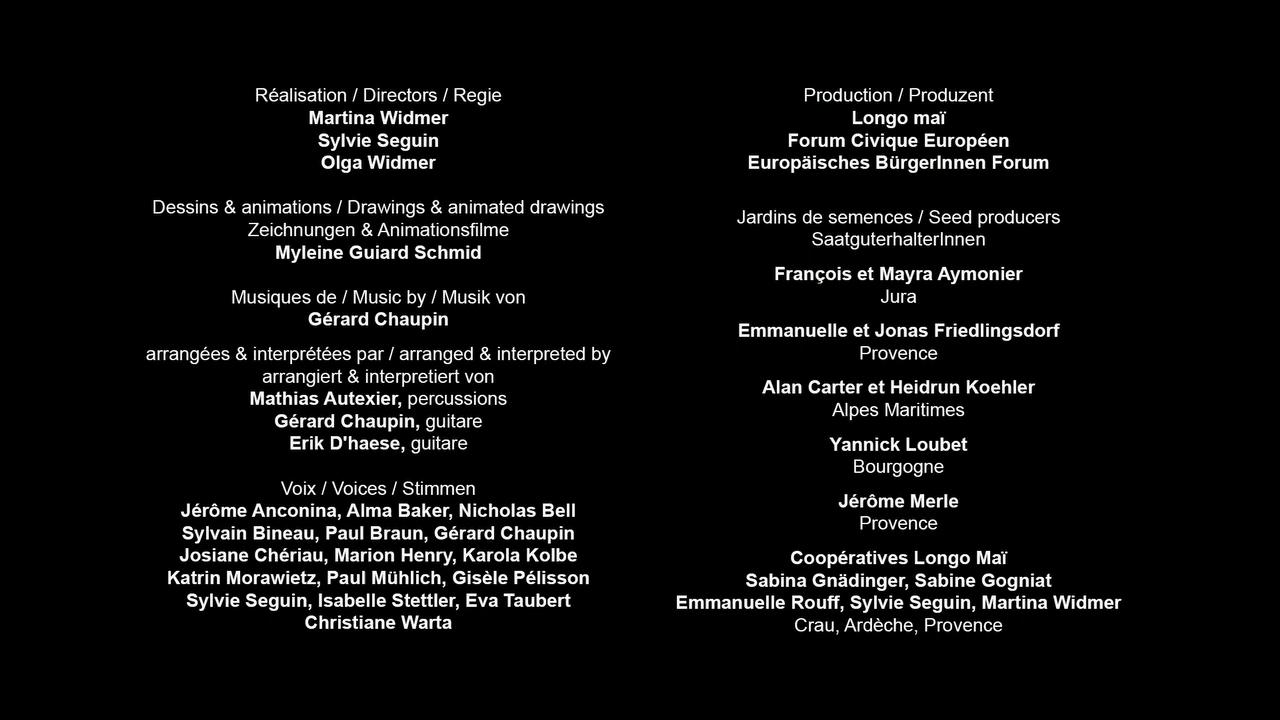 Réalisation / Directors / Regie
Martina Widmer
Sylvie Seguin
Olga Widmer
Dessins & animations / Drawings & animated drawings
Zeichnungen & Animationsfilme
Myleine Guiard Schmid
Musiques de / Music by / Musik von
Gérard Chaupin
arrangées & interprétées par / arranged & interpreted by
arrangiert & interpretiert von
Mathias Autexier, percussions
Gérard Chaupin, guitare
Erik D'haese, guitare
Voix / Voices / Stimmen
Jérôme Anconina, Alma Baker, Nicholas Bell
Sylvain Bineau, Paul Braun, Gérard Chaupin
Josiane Chériau, Marion Henry, Karola Kolbe
Katrin Morawietz, Paul Mühlich, Gisèle Pélisson
Sylvie Seguin, Isabelle Stettler, Eva Taubert
Christiane Warta
Production / Produzent
Longo maï
Forum Civique Européen
Europäisches BürgerInnen Forum
Jardins de semences / Seed producers
SaatguterhalterInnen
François et Mayra Aymonier
Jura
Emmanuelle et Jonas Friedlingsdorf
Provence
Alan Carter et Heidrun Koehler
Alpes Maritimes
Yannick Loubet
Bourgogne
Jérôme Merle
Provence
Coopératives Longo Maï
Sabina Gnädinger, Sabine Gogniat
Emmanuelle Rouff, Sylvie Seguin, Martina Widmer
Crau, Ardèche, Provence